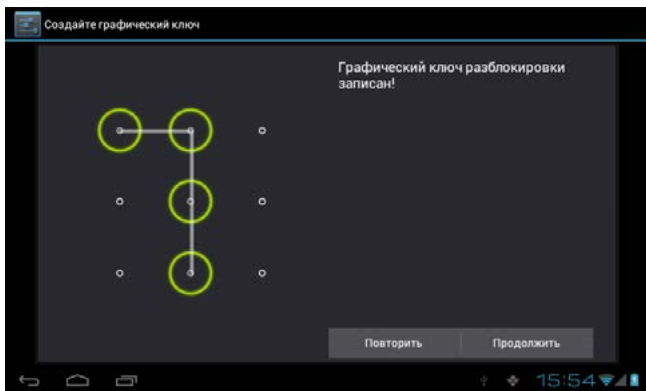 Создайте графический ключ
Графический ключ разблокировки
записан!
Повторить
Продолжить
15:54